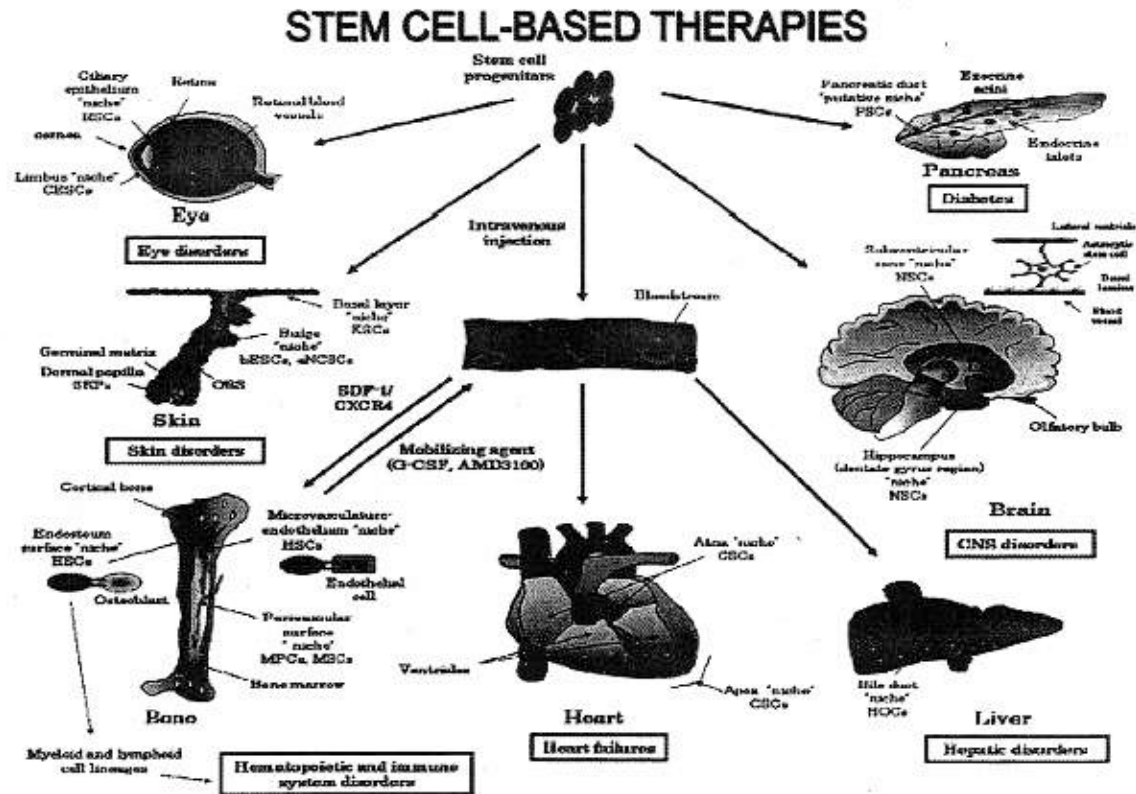 STEM CELL-BASED THERAPIES
Stem cell
progenitors
Ciliary
epithelium
"niche"
RSCs
Retina
Retinal blood
vessels
cornea
Limbus "niche"
CESCs
Eye
Eye disorders
Pancreatic duct
"putative niche"
PSCs
Exocrine
acini
Endocrine
islets
Pancreas
Diabetes
Intravenous
injection
Bloodstream
Basal layer
"niche"
KSCs
Bulge
"niche"
bESCs, eNCSCs
Germinal matrix
Dermal papilla
SKPs
ORS
Skin
Skin disorders
Subventricular
zone "niche"
NSCs
Lateral ventricle
Astrocytic
stem cell
Basal
lamina
Blood
vessel
Olfactory bulb
Hippocampus
(dentate gyrus region)
"niche"
NSCs
Brain
CNS disorders
SDF-1/
CXCR4
Mobilizing agent
(G-CSF, AMD3100)
Cortical bone
Endosteum
surface "niche"
HSCs
Osteoblast
Microvasculature-
endothelium "niche"
HSCs
Endothelial
cell
Perivascular
surface
"niche"
MPCs, MSCs
Bone marrow
Bone
Myeloid and lymphoid
cell lineages
Hematopoietic and immune
system disorders
Atria "niche"
CSCs
Ventricles
Apex "niche"
CSCs
Heart
Heart failures
Bile duct
"niche"
HOCs
Liver
Hepatic disorders